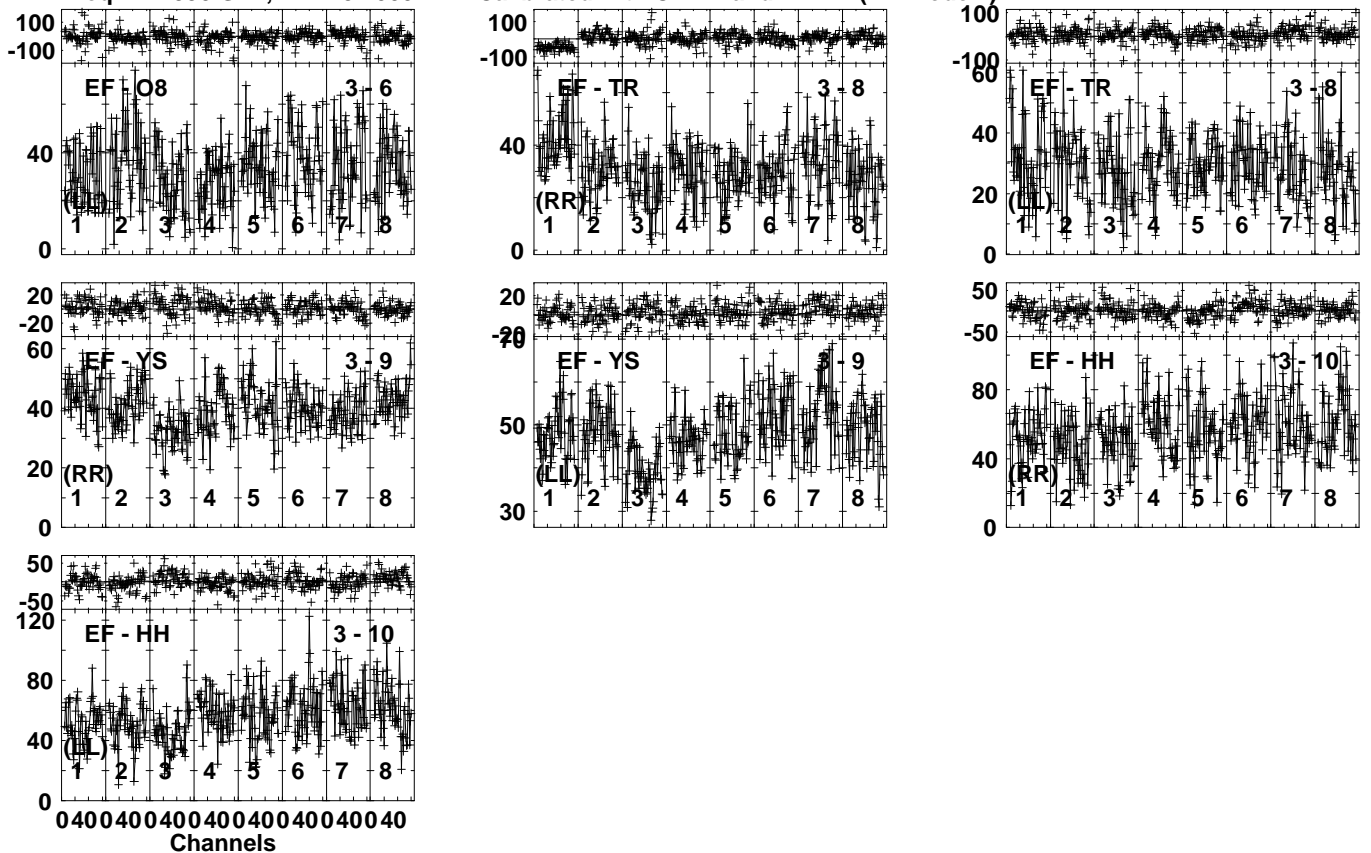 100
-100
EF - O8 3 - 6
40
(LL)
1 2 3 4 5 6 7 8
0
100
-100
EF - TR 3 - 8
40
(RR)
1 2 3 4 5 6 7 8
0
100
-100
60
EF - TR 3 - 8
40
20
(LL)
1 2 3 4 5 6 7 8
0
20
-20
60
EF - YS 3 - 9
40
20
(RR)
1 2 3 4 5 6 7 8
0
20
-20
70
EF - YS 3 - 9
50
(LL)
1 2 3 4 5 6 7 8
30
50
-50
EF - HH 3 - 10
80
40
(RR)
1 2 3 4 5 6 7 8
0
50
-50
120
EF - HH 3 - 10
80
40
(LL)
1 2 3 4 5 6 7 8
0
0 40 0 40 0 40 0 40 0 40 0 40 0 40 0 40
Channels